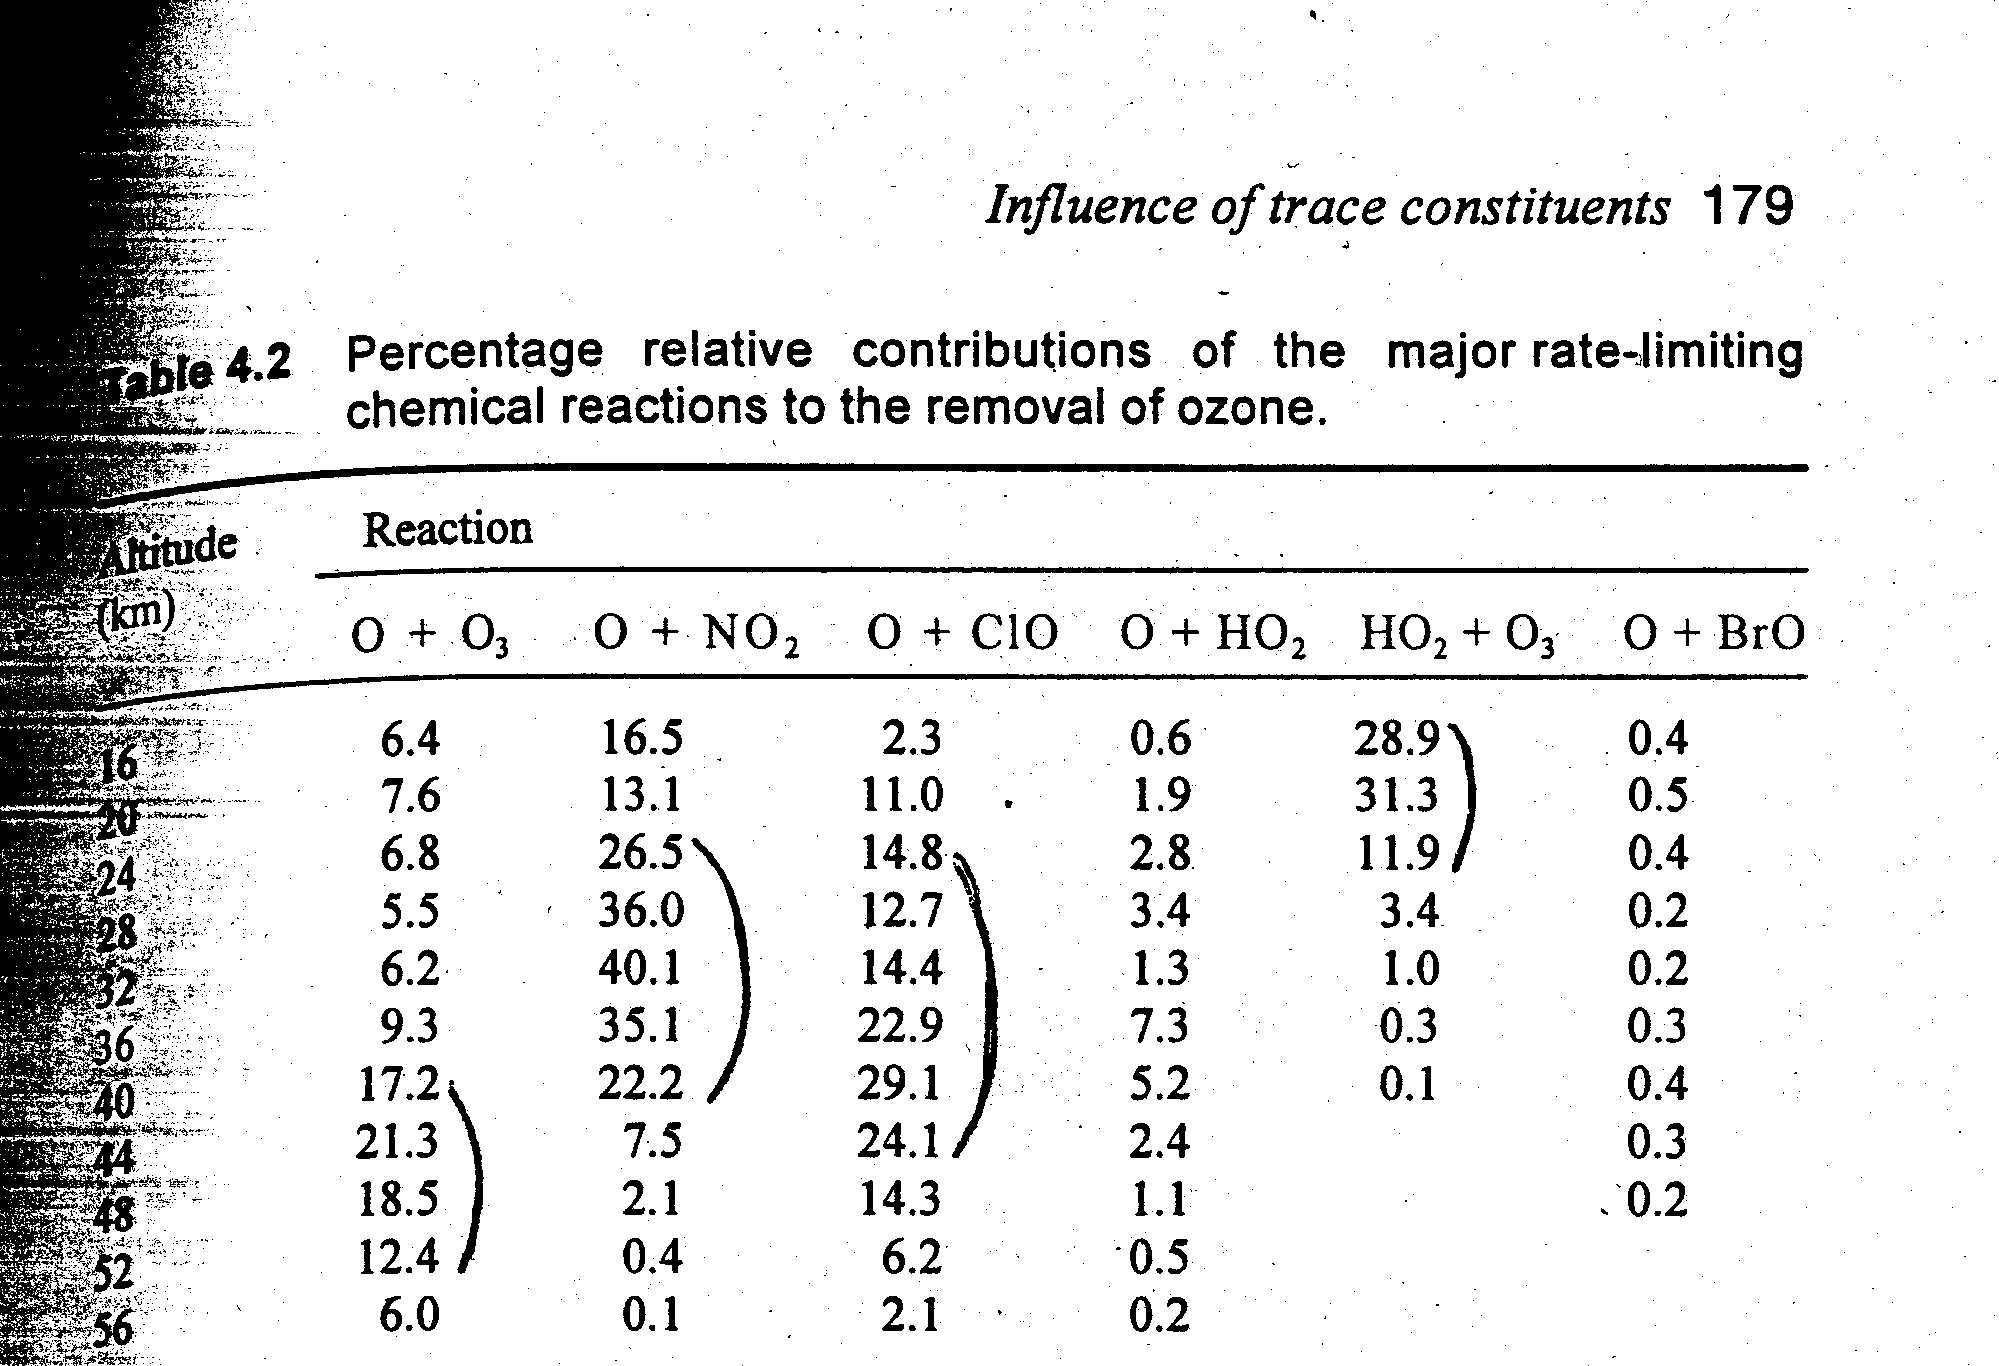 Influence of trace constituents 179
Table 4.2 Percentage relative contributions of the major rate-limiting
chemical reactions to the removal of ozone.
Altitude (km) Reaction
O + O₃ O + NO₂ O + ClO O + HO₂ HO₂ + O₃ O + BrO
16 6.4 16.5 2.3 0.6 28.9 0.4
20 7.6 13.1 11.0 1.9 31.3 0.5
24 6.8 26.5 14.8 2.8 11.9 0.4
28 5.5 36.0 12.7 3.4 3.4 0.2
32 6.2 40.1 14.4 1.3 1.0 0.2
36 9.3 35.1 22.9 7.3 0.3 0.3
40 17.2 22.2 29.1 5.2 0.1 0.4
44 21.3 7.5 24.1 2.4 0.3
48 18.5 2.1 14.3 1.1 0.2
52 12.4 0.4 6.2 0.5
56 6.0 0.1 2.1 0.2